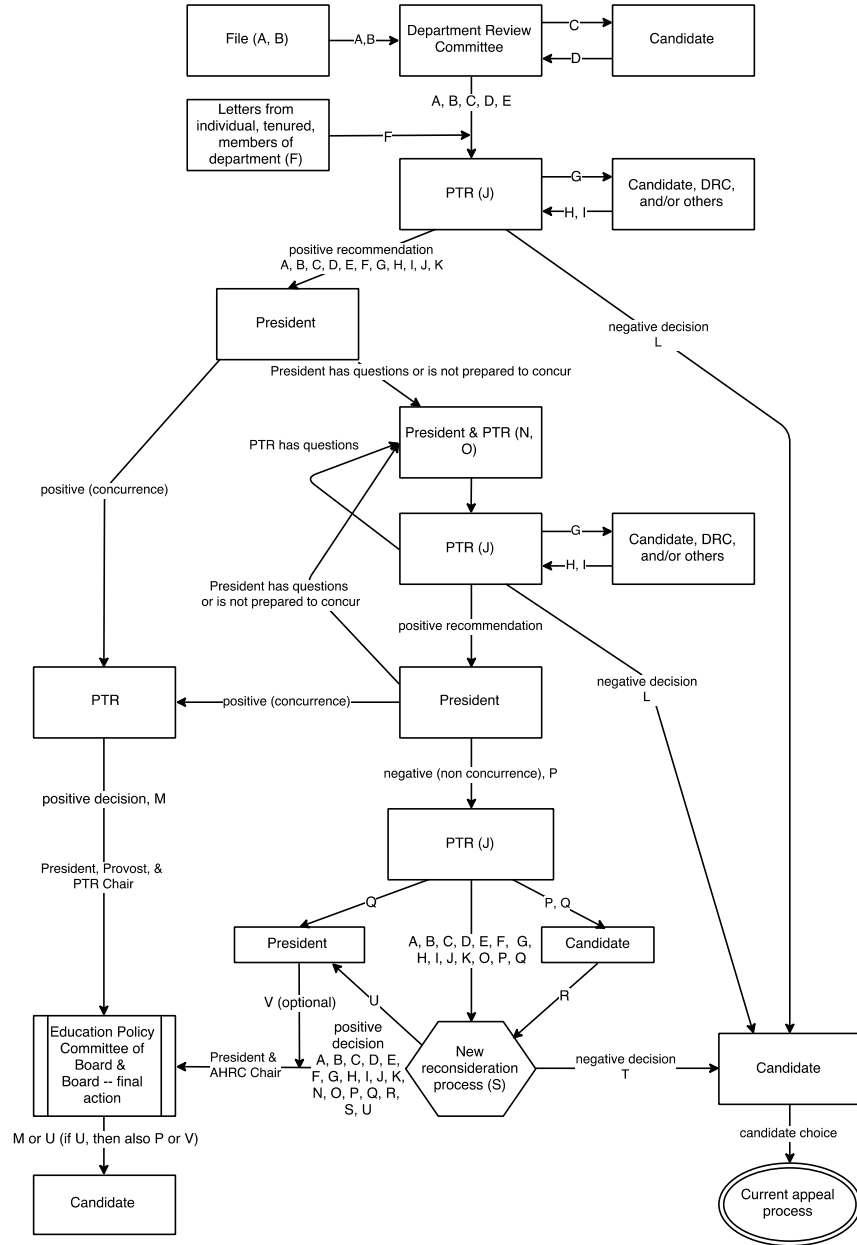 File (A, B)
A,B
Department Review
Committee
C
D
Candidate
A, B, C, D, E
Letters from
individual, tenured,
members of
department (F)
F
PTR (J)
G
H, I
Candidate, DRC,
and/or others
positive recommendation
A, B, C, D, E, F, G, H, I, J, K
negative decision
L
President
President has questions or is not prepared to concur
President & PTR (N,
O)
PTR has questions
positive (concurrence)
PTR (J)
G
H, I
Candidate, DRC,
and/or others
President has questions
or is not prepared to concur
positive recommendation
negative decision
L
PTR
positive (concurrence)
President
negative (non concurrence), P
positive decision, M
PTR (J)
President, Provost, &
PTR Chair
Q
P, Q
President
A, B, C, D, E, F, G,
H, I, J, K, O, P, Q
Candidate
V (optional)
U
R
Education Policy
Committee of
Board &
Board -- final
action
President &
AHRC Chair
positive
decision
A, B, C, D, E,
F, G, H, I, J, K,
N, O, P, Q, R,
S, U
New
reconsideration
process (S)
negative decision
T
Candidate
M or U (if U, then also P or V)
candidate choice
Candidate
Current appeal
process